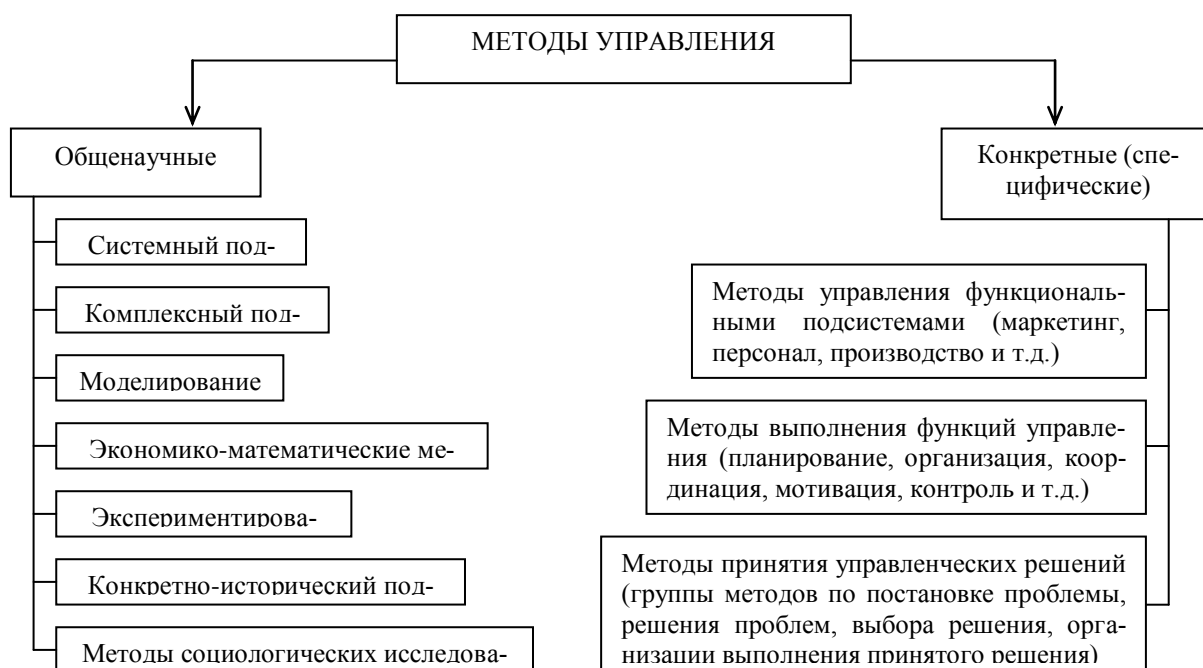 МЕТОДЫ УПРАВЛЕНИЯ
Общенаучные
Системный под-
Комплексный под-
Моделирование
Экономико-математические ме-
Экспериментирова-
Конкретно-исторический под-
Методы социологических исследова-
Конкретные (спе-
цифические)
Методы управления функциональ-
ными подсистемами (маркетинг,
персонал, производство и т.д.)
Методы выполнения функций управле-
ния (планирование, организация, коор-
динация, мотивация, контроль и т.д.)
Методы принятия управленческих решений
(группы методов по постановке проблемы,
решения проблем, выбора решения, орга-
низации выполнения принятого решения)